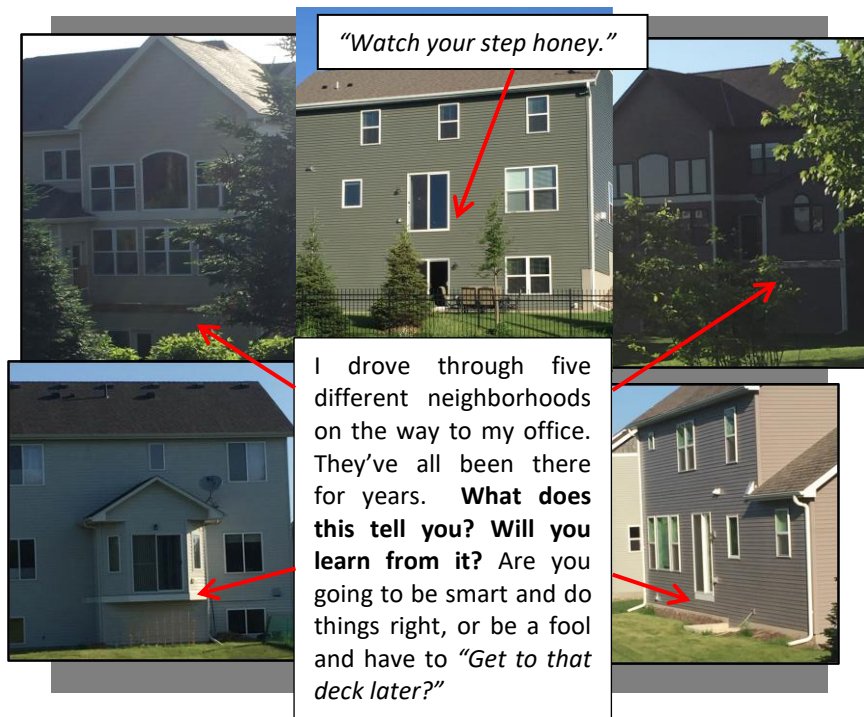 “Watch your step honey.”
I drove through five
different neighborhoods
on the way to my office.
They’ve all been there
for years. What does
this tell you? Will you
learn from it? Are you
going to be smart and do
things right, or be a fool
and have to “Get to that
deck later?”